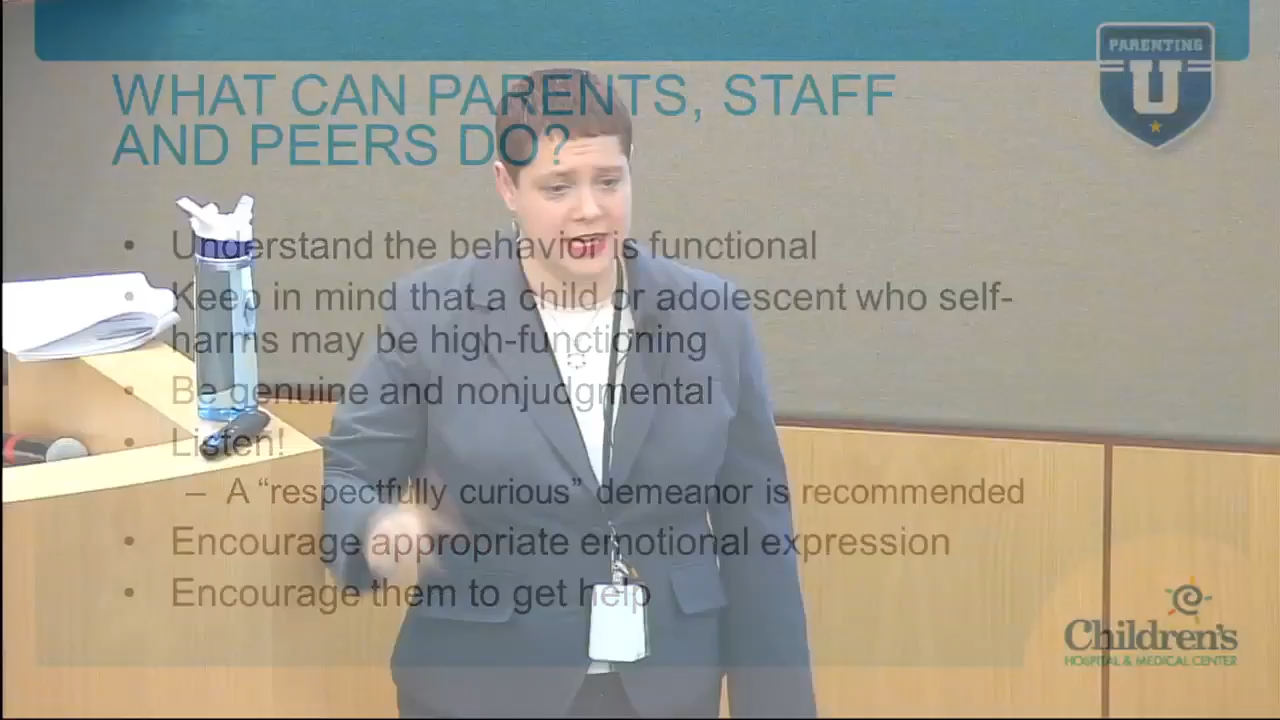 PARENTING
U
WHAT CAN PARENTS, STAFF
AND PEERS DO?
• Understand the behavior is functional
• Keep in mind that a child or adolescent who self-
harms may be high-functioning
• Be genuine and nonjudgmental
• Listen!
– A “respectfully curious” demeanor is recommended
• Encourage appropriate emotional expression
• Encourage them to get help
Children's
HOSPITAL & MEDICAL CENTER